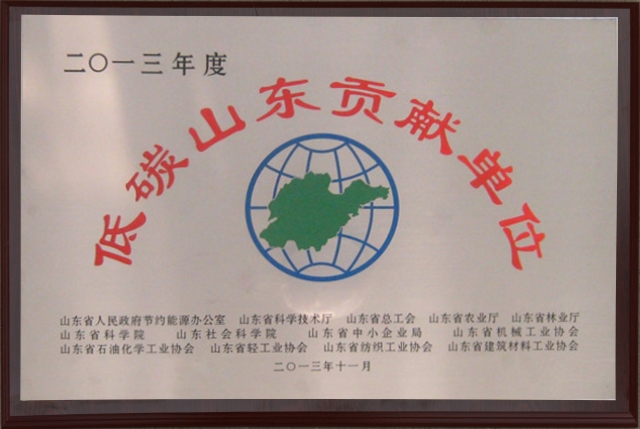 二〇一三年度
低碳山东贡献单位
山东省人民政府节约能源办公室 山东省科学技术厅 山东省总工会 山东省农业厅 山东省林业厅
山东省科学院 山东社会科学院 山东省中小企业局 山东省机械工业协会
山东省石油化学工业协会 山东省轻工业协会 山东省纺织工业协会 山东省建筑材料工业协会
二〇一三年十一月